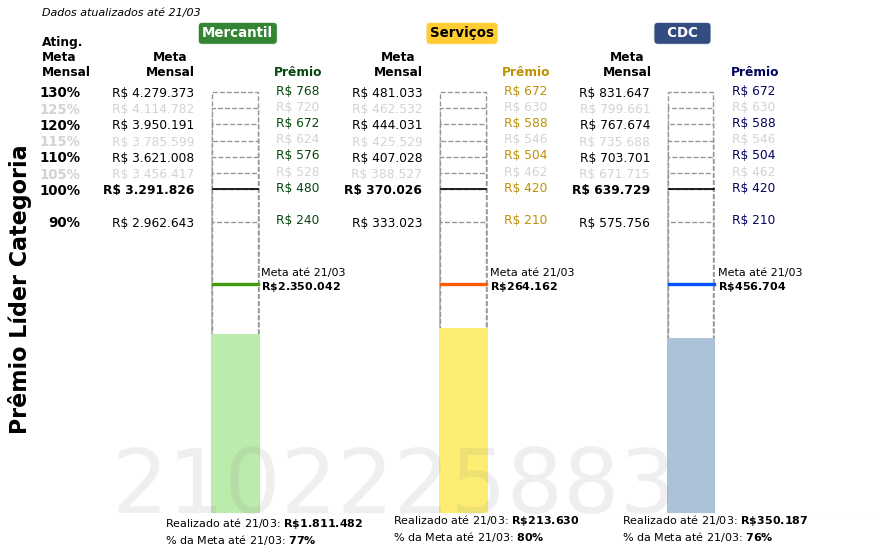 Dados atualizados até 21/03
Mercantil Serviços CDC
Ating.
Meta Meta Meta Meta
Mensal Mensal Prêmio Mensal Prêmio Mensal Prêmio
130% R$ 4.279.373 R$ 768 R$ 481.033 R$ 672 R$ 831.647 R$ 672
125% R$ 4.114.782 R$ 720 R$ 462.532 R$ 630 R$ 799.661 R$ 630
120% R$ 3.950.191 R$ 672 R$ 444.031 R$ 588 R$ 767.674 R$ 588
115% R$ 3.785.599 R$ 624 R$ 425.529 R$ 546 R$ 735.688 R$ 546
110% R$ 3.621.008 R$ 576 R$ 407.028 R$ 504 R$ 703.701 R$ 504
105% R$ 3.456.417 R$ 528 R$ 388.527 R$ 462 R$ 671.715 R$ 462
100% R$ 3.291.826 R$ 480 R$ 370.026 R$ 420 R$ 639.729 R$ 420
90% R$ 2.962.643 R$ 240 R$ 333.023 R$ 210 R$ 575.756 R$ 210
Prêmio Líder Categoria
Meta até 21/03 Meta até 21/03 Meta até 21/03
R$2.350.042 R$264.162 R$456.704
2102225883
Realizado até 21/03: R$1.811.482 Realizado até 21/03: R$213.630 Realizado até 21/03: R$350.187
% da Meta até 21/03: 77% % da Meta até 21/03: 80% % da Meta até 21/03: 76%